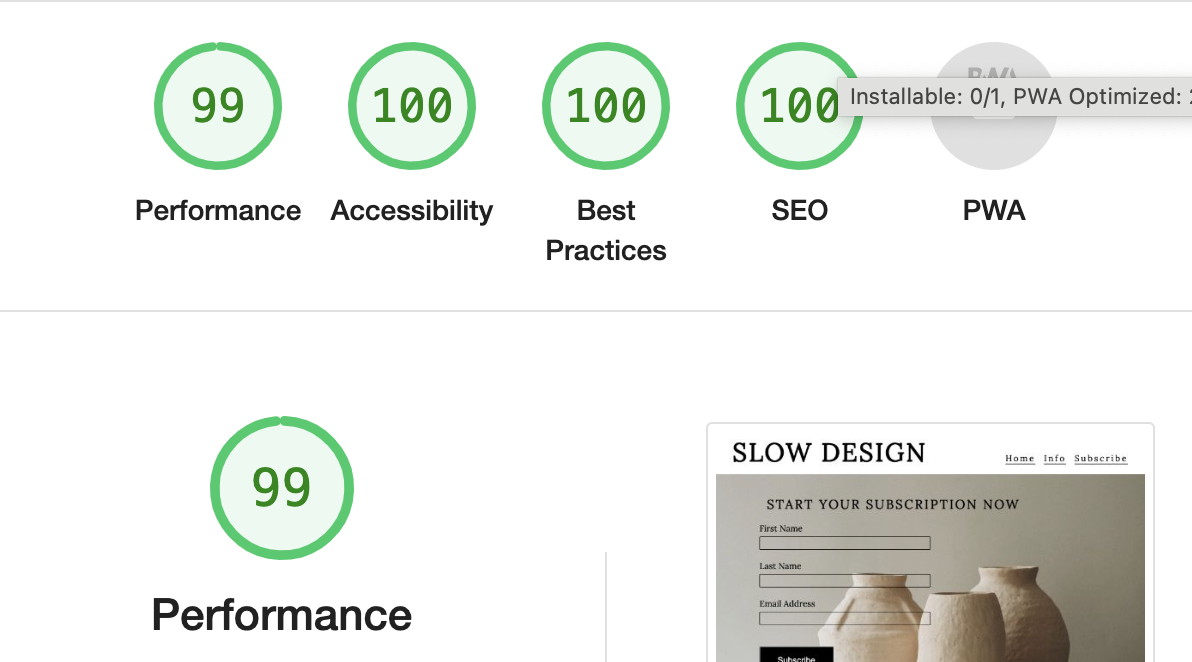 99
100
100
100
PWA
Installable: 0/1, PWA Optimized:
Performance
Accessibility
Best
Practices
SEO
PWA
99
Performance
SLOW DESIGN
Home Info Subscribe
START YOUR SUBSCRIPTION NOW
First Name
Last Name
Email Address
Subscribe